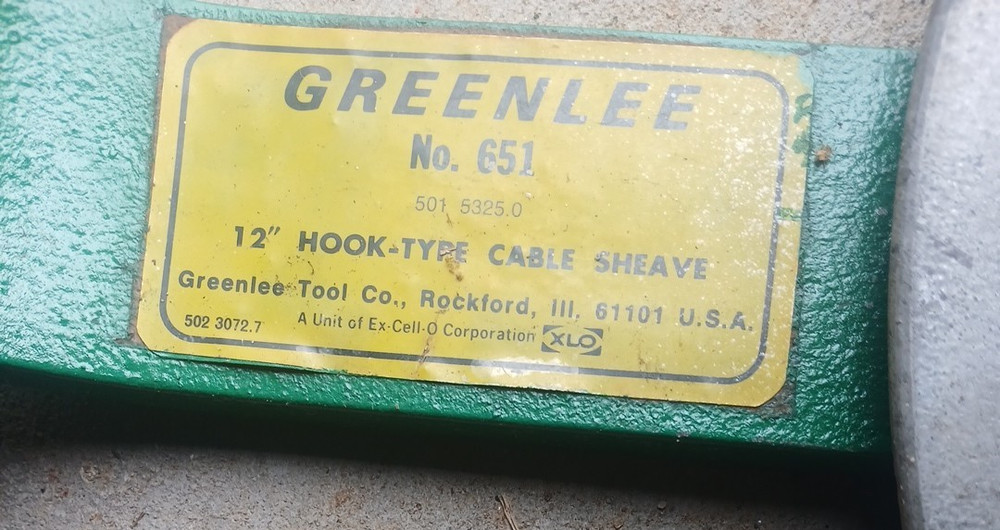 GREENLEE
No. 651
501 5325.0
12" HOOK-TYPE CABLE SHEAVE
Greenlee Tool Co., Rockford, Ill. 61101 U.S.A.
502 3072.7 A Unit of Ex-Cell-O Corporation XLO